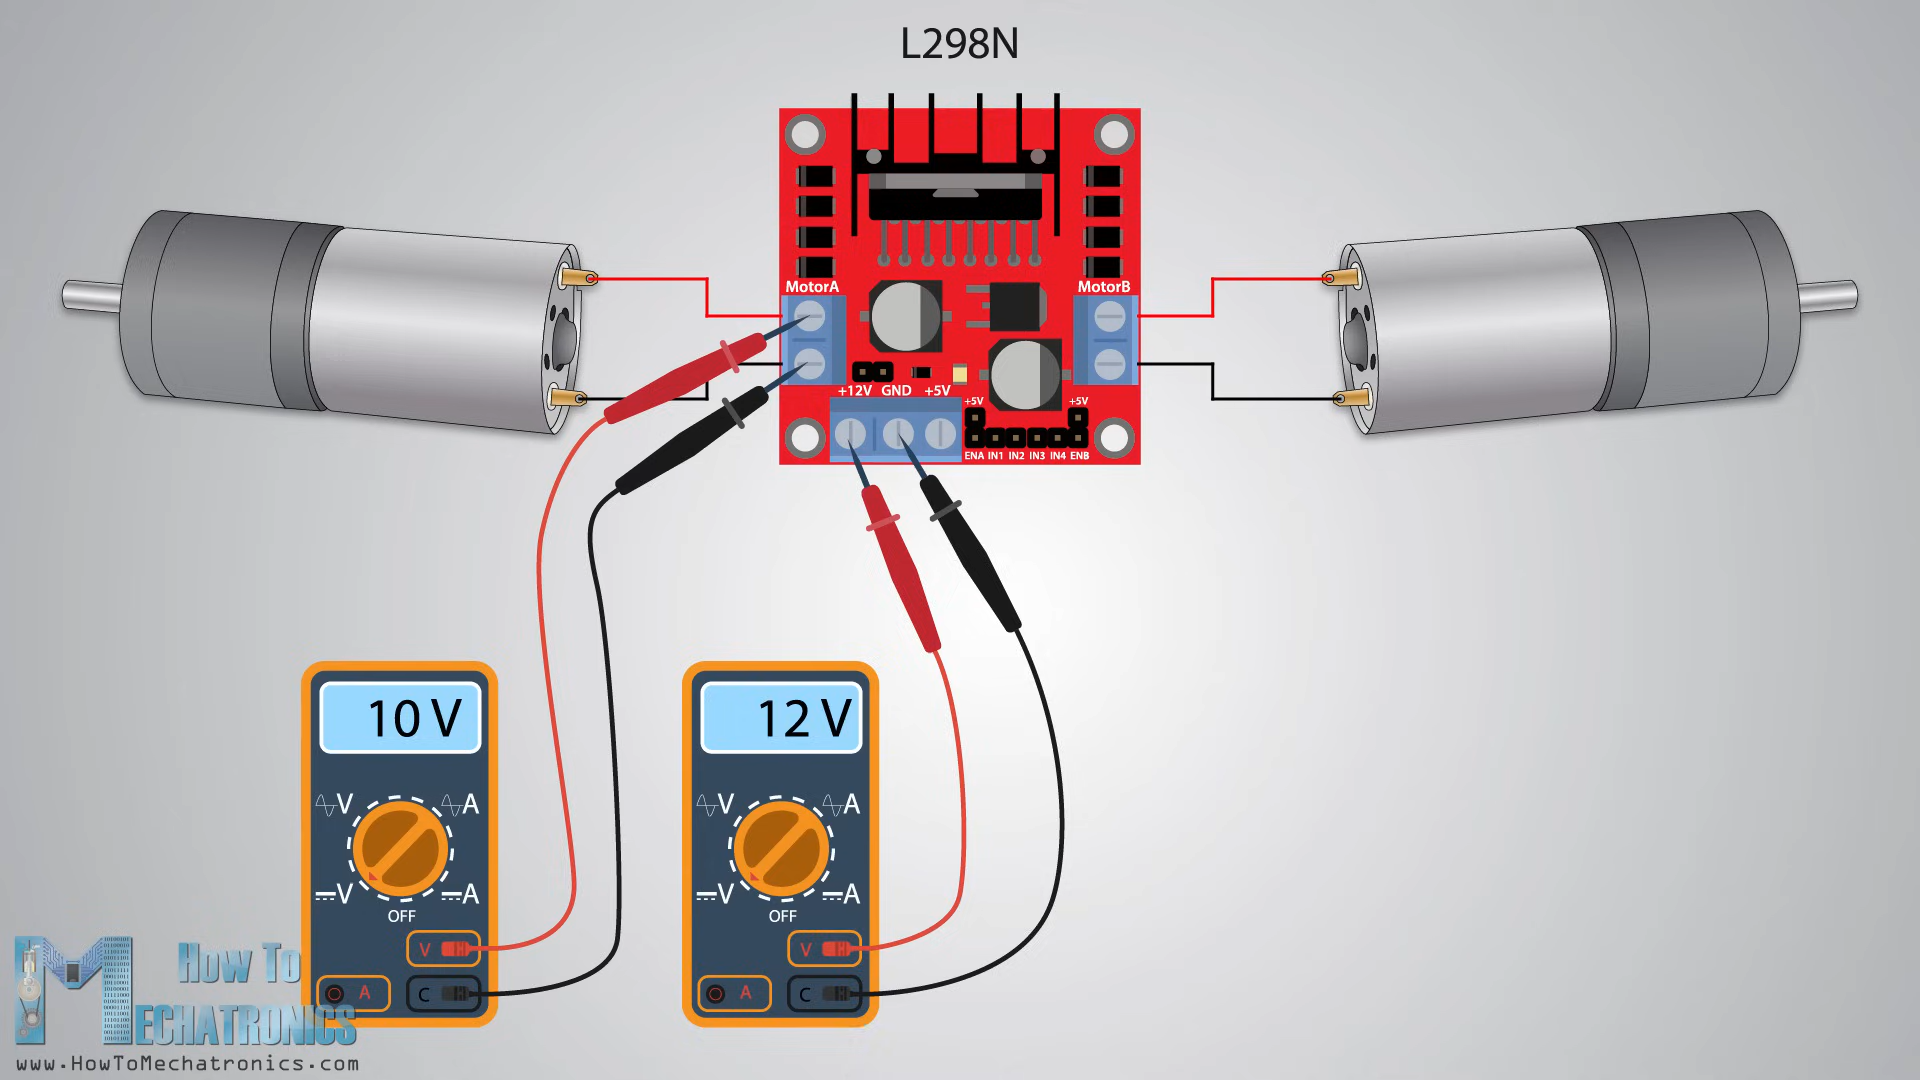 L298N
MotorA
MotorB
+12V GND +5V
+5V
+5V
ENA IN1 IN2 IN3 IN4 ENB
10 V
12 V
V A
V A
V A
V A
OFF
OFF
V
V
A C
A C
How To
MECHATRONICS
www.HowToMechatronics.com